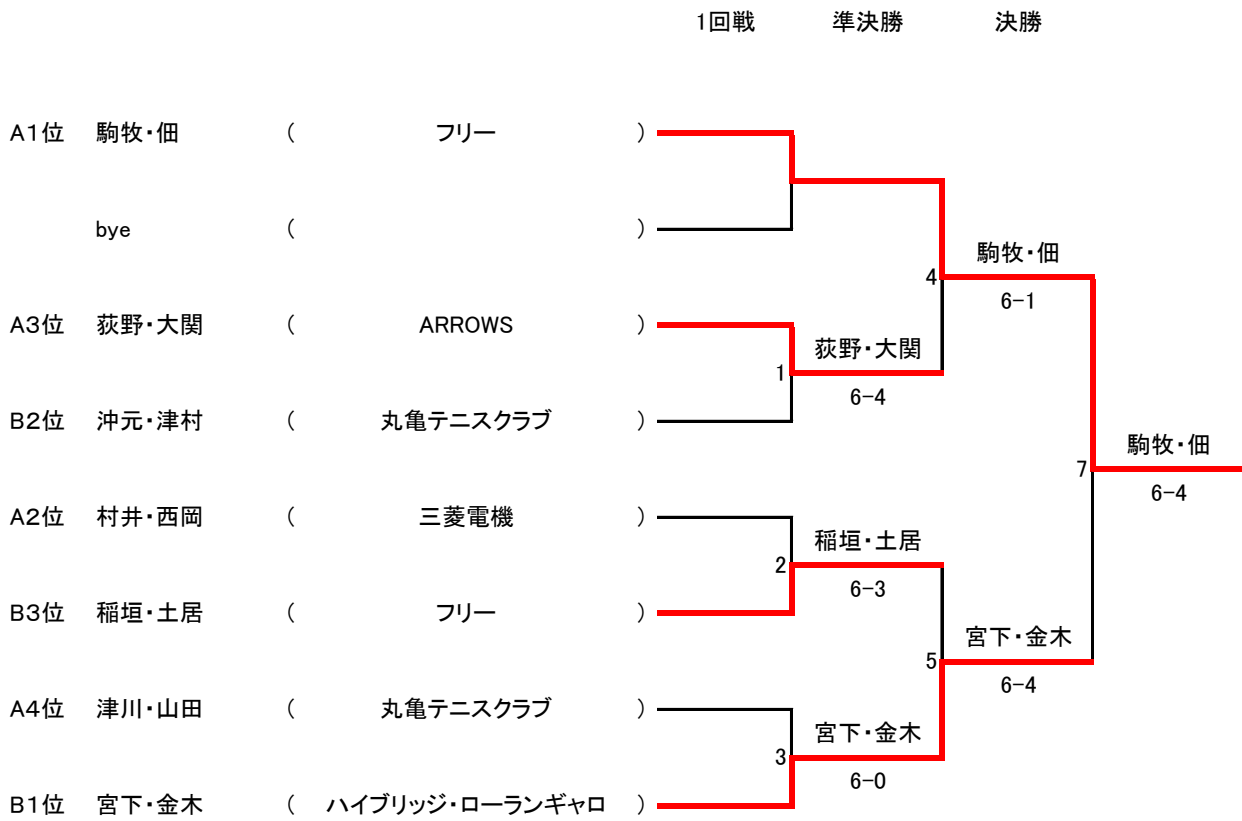 1回戦 準決勝 決勝
A1位 駒牧・佃 ( フリー )
bye ( )
駒牧・佃
4
6-1
A3位 荻野・大関 ( ARROWS )
荻野・大関
1
6-4
B2位 沖元・津村 ( 丸亀テニスクラブ )
駒牧・佃
7
6-4
A2位 村井・西岡 ( 三菱電機 )
稲垣・土居
2
6-3
B3位 稲垣・土居 ( フリー )
宮下・金木
5
6-4
A4位 津川・山田 ( 丸亀テニスクラブ )
宮下・金木
3
6-0
B1位 宮下・金木 ( ハイブリッジ・ローランギャロ )